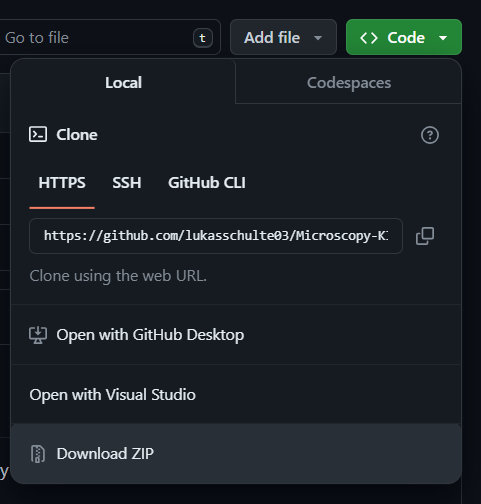 Go to file
t
Add file
Code
Local
Codespaces
Clone
HTTPS
SSH
GitHub CLI
https://github.com/lukasschulte03/Microscopy-K
Clone using the web URL.
Open with GitHub Desktop
Open with Visual Studio
Download ZIP
y